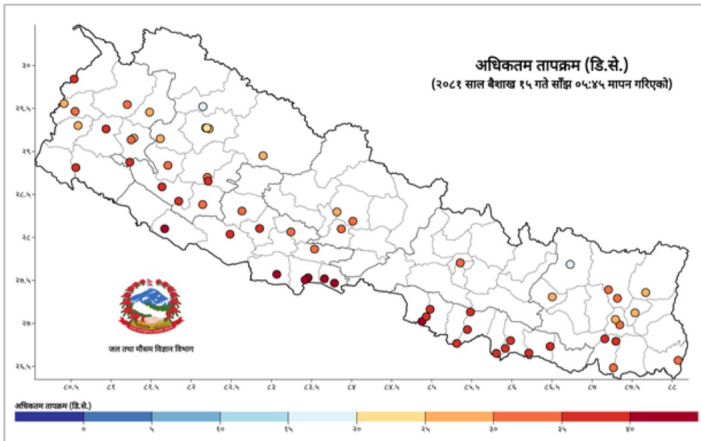 अधिकतम तापक्रम (डि.से.)
(२०८१ साल बैशाख १५ गते साँझ ०५:४५ मापन गरिएको)
३०
२९.५
२९
२८.५
२८
२७.५
२७
२६.५
जल तथा मौसम विज्ञान विभाग
८०.५ ८१ ८१.५ ८२ ८२.५ ८३ ८३.५ ८४ ८४.५ ८५ ८५.५ ८६ ८६.५ ८७ ८७.५ ८८
अधिकतम तापक्रम (डि.से.)
० ५ १० १५ २० २५ ३० ३५ ४०